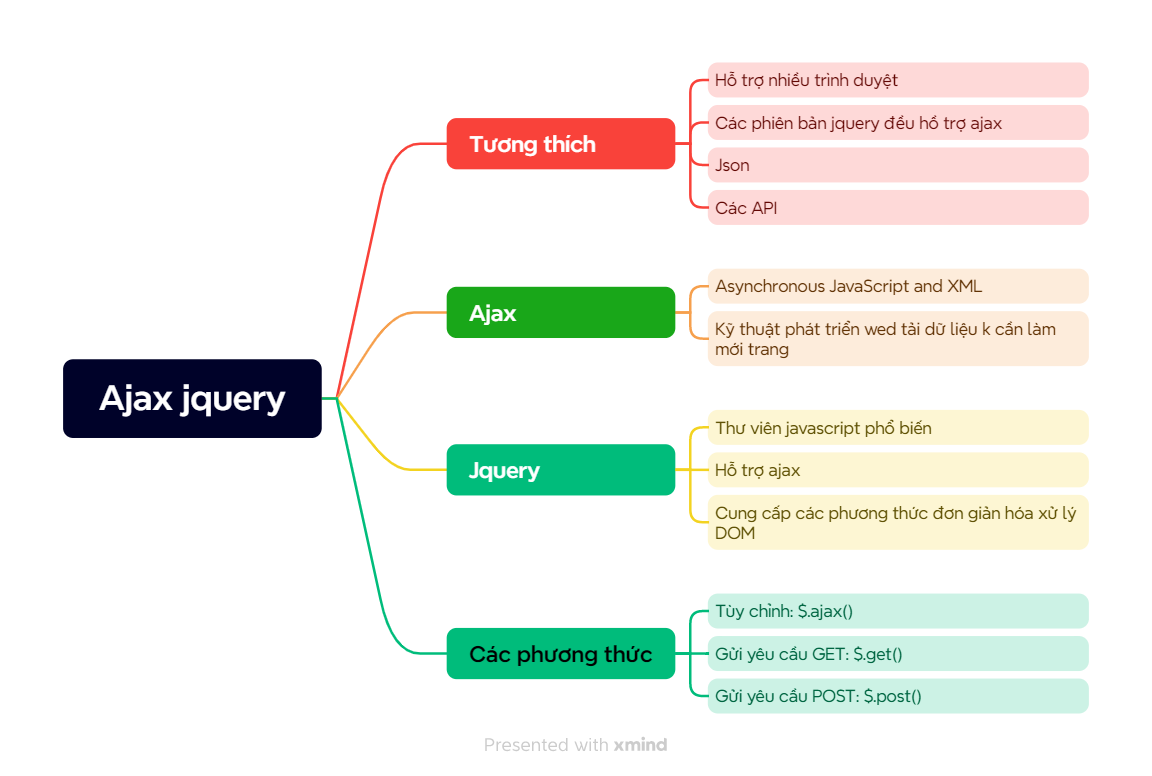 Ajax jquery
Tương thích
Hỗ trợ nhiều trình duyệt
Các phiên bản jquery đều hỗ trợ ajax
Json
Các API
Ajax
Asynchronous JavaScript and XML
Kỹ thuật phát triển wed tải dữ liệu k cần làm
mới trang
Jquery
Thư viên javascript phổ biến
Hỗ trợ ajax
Cung cấp các phương thức đơn giản hóa xử lý
DOM
Các phương thức
Tùy chỉnh: $.ajax()
Gửi yêu cầu GET: $.get()
Gửi yêu cầu POST: $.post()
Presented with xmind